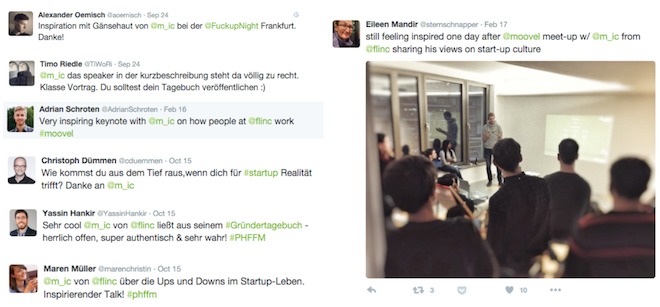 Alexander Oemisch @aoemisch · Sep 24
Inspiration mit Gänsehaut von @m_ic bei der @FuckupNight Frankfurt.
Danke!
Timo Riedle @TiWoRi · Sep 24
@m_ic das speaker in der kurzbeschreibung steht da völlig zu recht.
Klasse Vortrag. Du solltest dein Tagebuch veröffentlichen :)
Adrian Schroten @AdrianSchroten · Feb 16
Very inspiring keynote with @m_ic on how people at @flinc work
#moovel
Christoph Dümmen @cduemmen · Oct 15
Wie kommst du aus dem Tief raus,wenn dich für #startup Realität
trifft? Danke an @m_ic
Yassin Hankir @YassinHankir · Oct 15
Sehr cool @m_ic von @flinc ließt aus seinem #Gründertagebuch -
herrlich offen, super authentisch & sehr wahr! #PHFFM
Maren Müller @marenchristin · Oct 15
@m_ic von @flinc über die Ups und Downs im Startup-Leben.
Inspirierender Talk! #phffm
Eileen Mandir @sternschnapper · Feb 17
still feeling inspired one day after @moovel meet-up w/ @m_ic from
@flinc sharing his views on start-up culture
3
10